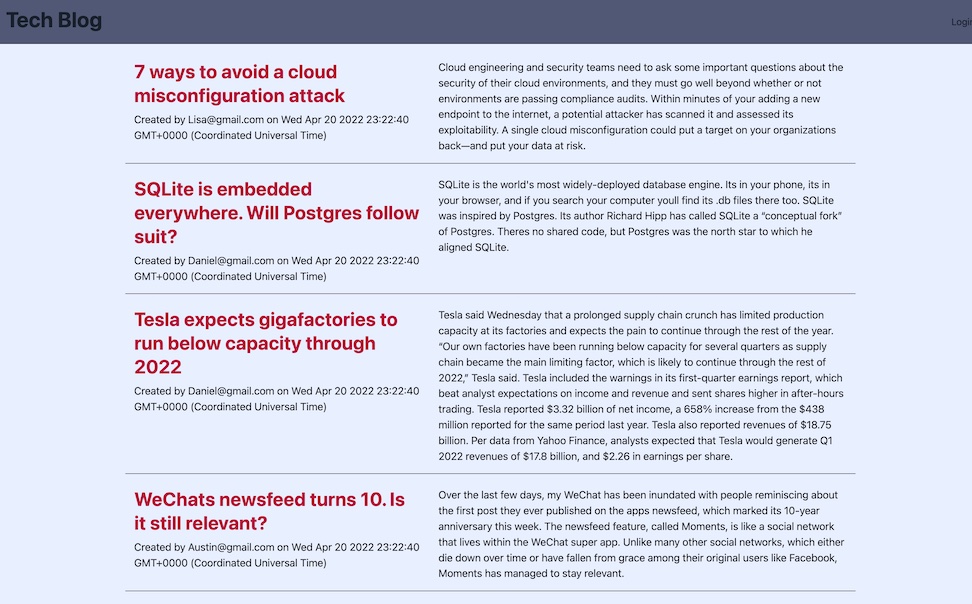 Tech Blog
7 ways to avoid a cloud
misconfiguration attack
Created by Lisa@gmail.com on Wed Apr 20 2022 23:22:40
GMT+0000 (Coordinated Universal Time)
Cloud engineering and security teams need to ask some important questions about the
security of their cloud environments, and they must go well beyond whether or not
environments are passing compliance audits. Within minutes of your adding a new
endpoint to the internet, a potential attacker has scanned it and assessed its
exploitability. A single cloud misconfiguration could put a target on your organizations
back—and put your data at risk.
SQLite is embedded
everywhere. Will Postgres follow
suit?
Created by Daniel@gmail.com on Wed Apr 20 2022 23:22:40
GMT+0000 (Coordinated Universal Time)
SQLite is the world's most widely-deployed database engine. Its in your phone, its in
your browser, and if you search your computer youll find its .db files there too. SQLite
was inspired by Postgres. Its author Richard Hipp has called SQLite a “conceptual fork”
of Postgres. Theres no shared code, but Postgres was the north star to which he
aligned SQLite.
Tesla expects gigafactories to
run below capacity through
2022
Created by Daniel@gmail.com on Wed Apr 20 2022 23:22:40
GMT+0000 (Coordinated Universal Time)
Tesla said Wednesday that a prolonged supply chain crunch has limited production
capacity at its factories and expects the pain to continue through the rest of the year.
“Our own factories have been running below capacity for several quarters as supply
chain became the main limiting factor, which is likely to continue through the rest of
2022,” Tesla said. Tesla included the warnings in its first-quarter earnings report, which
beat analyst expectations on income and revenue and sent shares higher in after-hours
trading. Tesla reported $3.32 billion of net income, a 658% increase from the $438
million reported for the same period last year. Tesla also reported revenues of $18.75
billion. Per data from Yahoo Finance, analysts expected that Tesla would generate Q1
2022 revenues of $17.8 billion, and $2.26 in earnings per share.
WeChats newsfeed turns 10. Is
it still relevant?
Created by Austin@gmail.com on Wed Apr 20 2022 23:22:40
GMT+0000 (Coordinated Universal Time)
Over the last few days, my WeChat has been inundated with people reminiscing about
the first post they ever published on the apps newsfeed, which marked its 10-year
anniversary this week. The newsfeed feature, called Moments, is like a social network
that lives within the WeChat super app. Unlike many other social networks, which either
die down over time or have fallen from grace among their original users like Facebook,
Moments has managed to stay relevant.